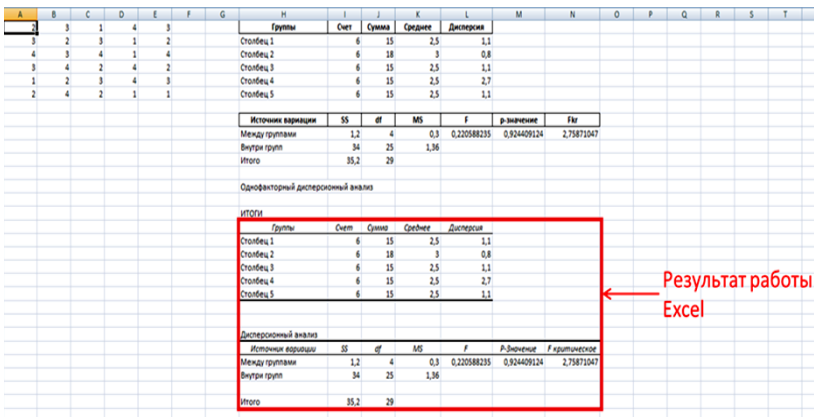 A B C D E F G H I J K L M N O P Q R S T
2 3 1 4 3 Группы Счет Сумма Среднее Дисперсия
3 2 3 1 2 Столбец 1 6 15 2,5 1,1
4 3 4 1 4 Столбец 2 6 18 3 0,8
3 4 2 4 2 Столбец 3 6 15 2,5 1,1
1 2 3 4 3 Столбец 4 6 15 2,5 2,7
2 4 2 1 1 Столбец 5 6 15 2,5 1,1
Источник вариации SS df MS F p-значение Fkr
Между группами 1,2 4 0,3 0,220588235 0,924409124 2,75871047
Внутри групп 34 25 1,36
Итого 35,2 29
Однофакторный дисперсионный анализ
ИТОГИ
Группы Счет Сумма Среднее Дисперсия
Столбец 1 6 15 2,5 1,1
Столбец 2 6 18 3 0,8
Столбец 3 6 15 2,5 1,1
Столбец 4 6 15 2,5 2,7
Столбец 5 6 15 2,5 1,1
Дисперсионный анализ
Источник вариации SS df MS F P-Значение F критическое
Между группами 1,2 4 0,3 0,220588235 0,924409124 2,75871047
Внутри групп 34 25 1,36
Итого 35,2 29
Результат работы
Excel